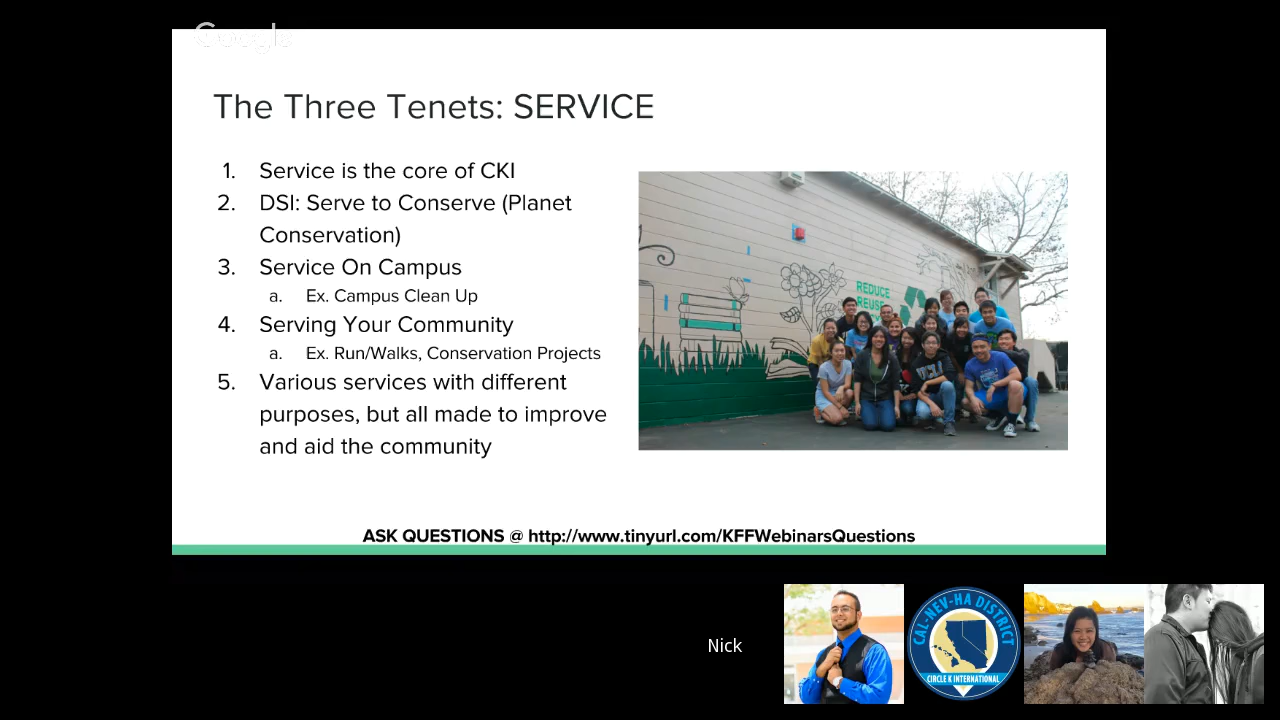 Google
The Three Tenets: SERVICE
1. Service is the core of CKI
2. DSI: Serve to Conserve (Planet
Conservation)
3. Service On Campus
a. Ex. Campus Clean Up
4. Serving Your Community
a. Ex. Run/Walks, Conservation Projects
5. Various services with different
purposes, but all made to improve
and aid the community
REDUCE
REUSE
UCLA
ASK QUESTIONS @ http://www.tinyurl.com/KFFWebinarsQuestions
Nick
CAL-NEV-HA DISTRICT
CIRCLE K INTERNATIONAL